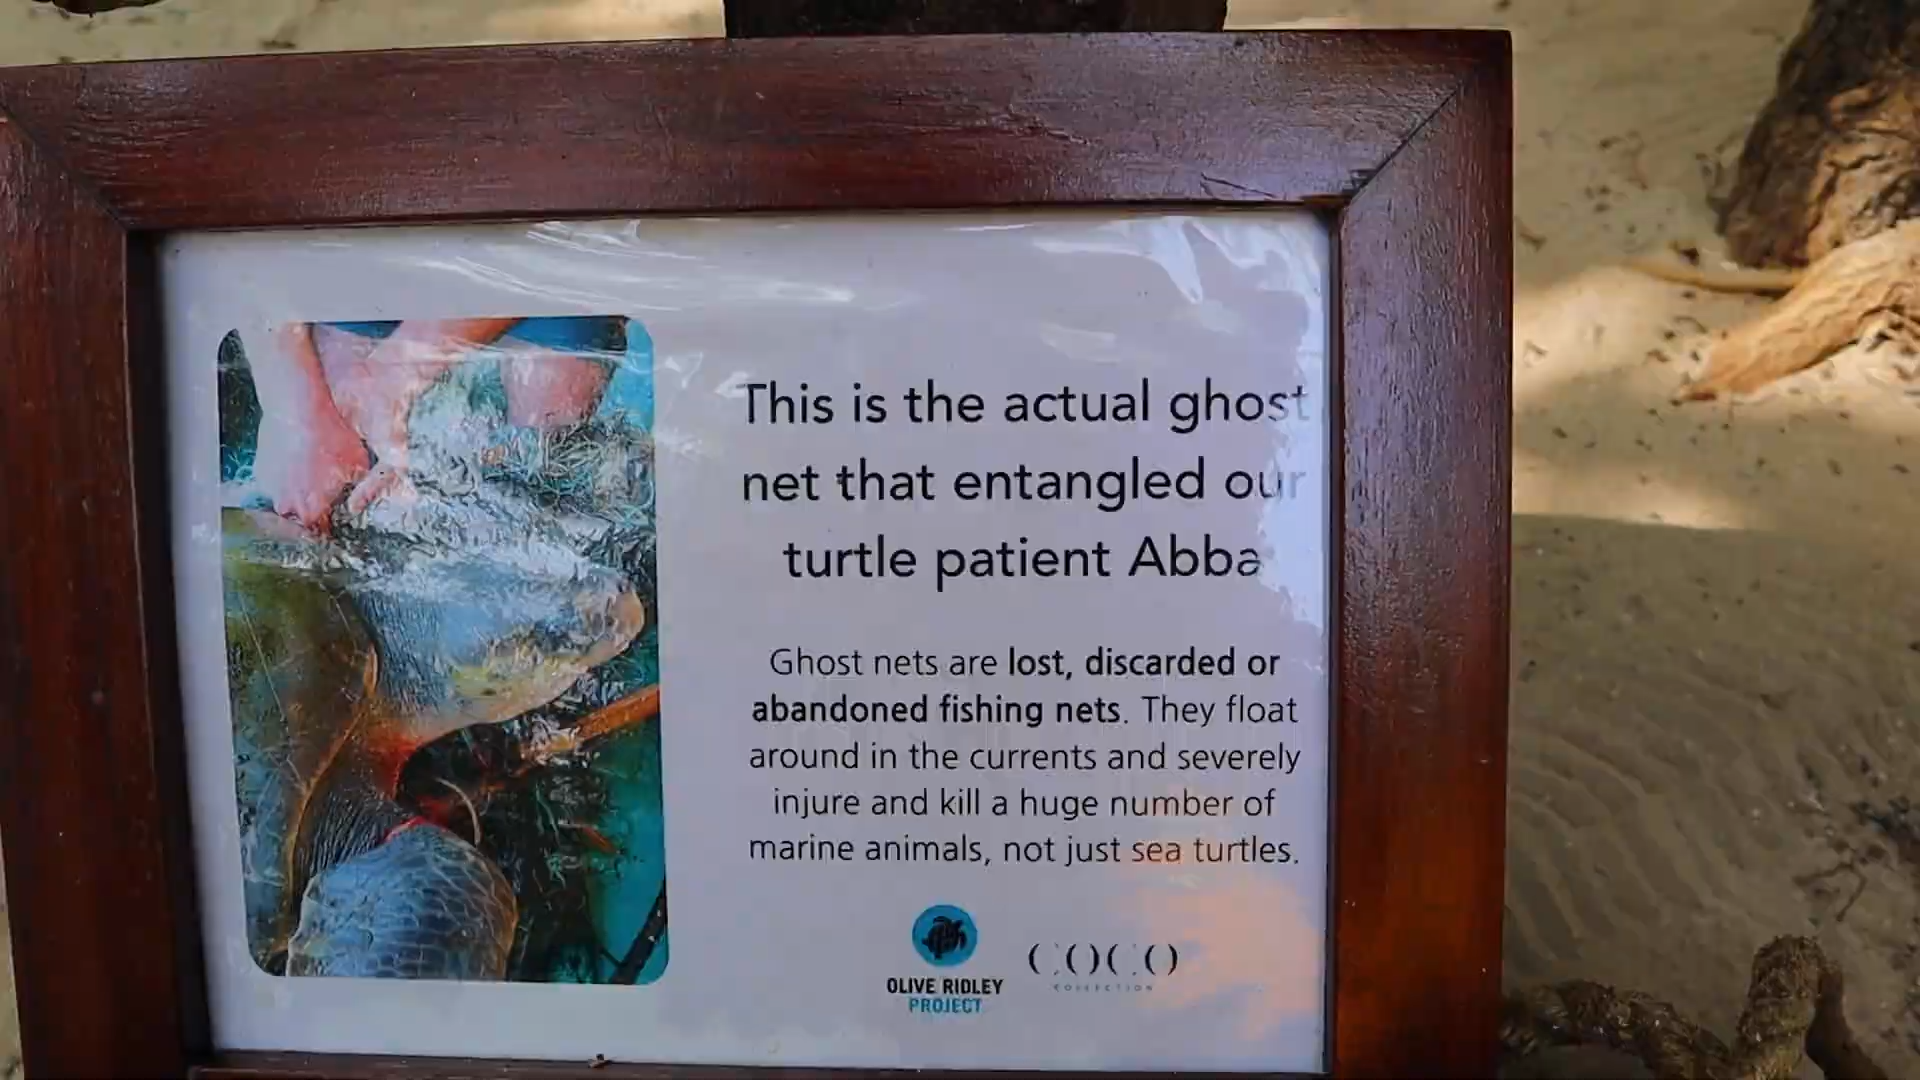 This is the actual ghost
net that entangled our
turtle patient Abba
Ghost nets are lost, discarded or
abandoned fishing nets. They float
around in the currents and severely
injure and kill a huge number of
marine animals, not just sea turtles.
OLIVE RIDLEY
PROJECT
COCO
COLLECTION